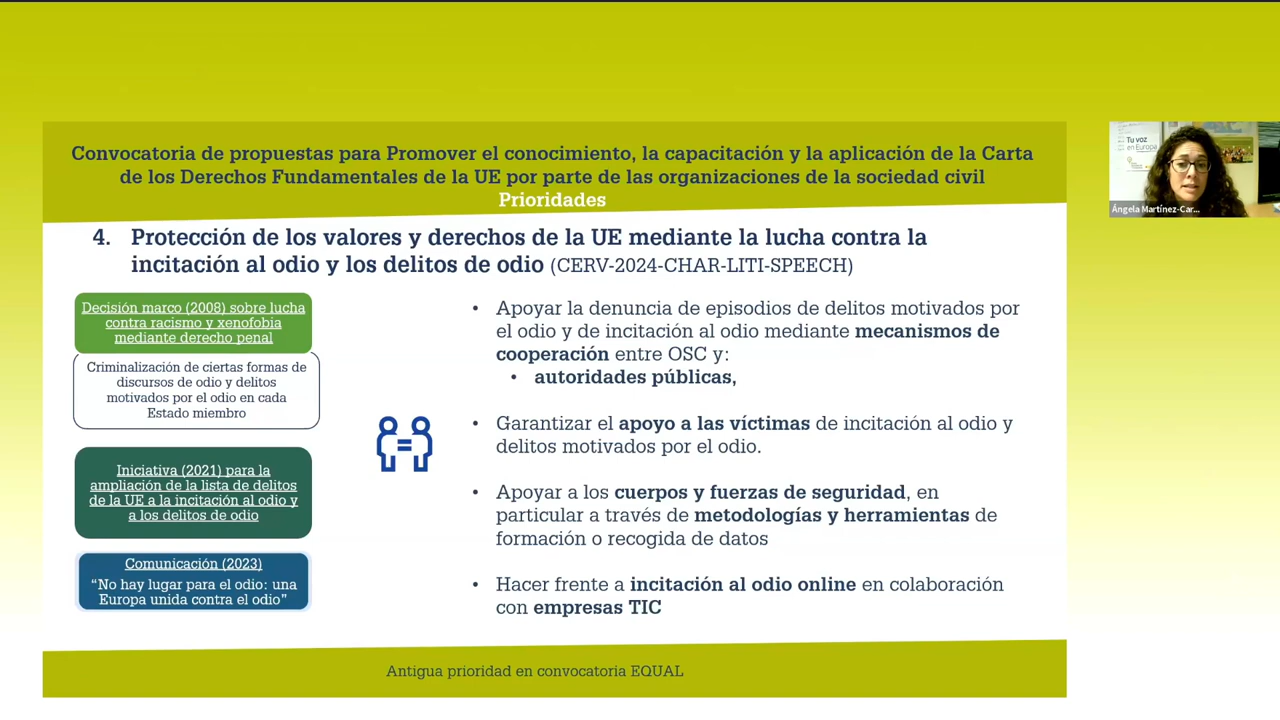 Convocatoria de propuestas para Promover el conocimiento, la capacitación y la aplicación de la Carta
de los Derechos Fundamentales de la UE por parte de las organizaciones de la sociedad civil
Prioridades
4. Protección de los valores y derechos de la UE mediante la lucha contra la
incitación al odio y los delitos de odio (CERV-2024-CHAR-LITI-SPEECH)
Decisión marco (2008) sobre lucha
contra racismo y xenofobia
mediante derecho penal
Criminalización de ciertas formas de
discursos de odio y delitos
motivados por el odio en cada
Estado miembro
Iniciativa (2021) para la
ampliación de la lista de delitos
de la UE a la incitación al odio y
a los delitos de odio
Comunicación (2023)
“No hay lugar para el odio: una
Europa unida contra el odio”
• Apoyar la denuncia de episodios de delitos motivados por
el odio y de incitación al odio mediante mecanismos de
cooperación entre OSC y:
• autoridades públicas,
• Garantizar el apoyo a las víctimas de incitación al odio y
delitos motivados por el odio.
• Apoyar a los cuerpos y fuerzas de seguridad, en
particular a través de metodologías y herramientas de
formación o recogida de datos
• Hacer frente a incitación al odio online en colaboración
con empresas TIC
Antigua prioridad en convocatoria EQUAL
Tu voz
en Europa
Ángela Martínez-Car...